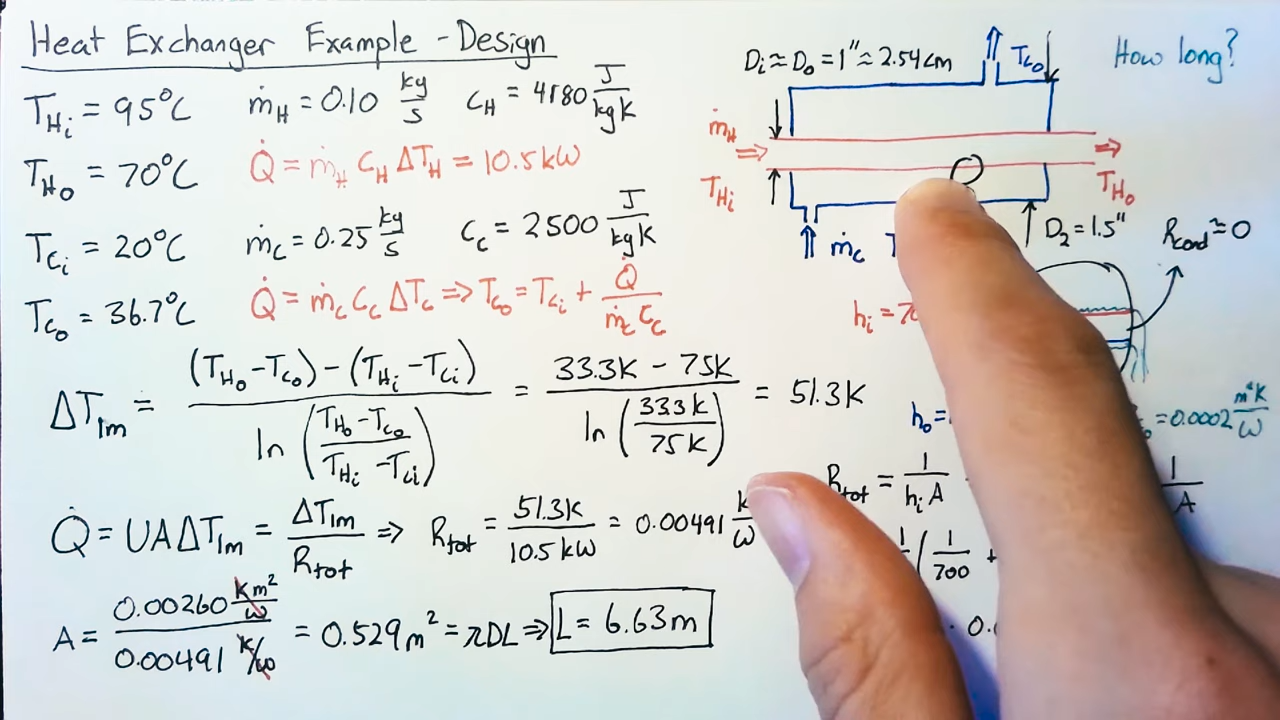 Heat Exchanger Example - Design
T_Hi = 95°C ṁ_H = 0.10 kg/s c_H = 4180 J/kgK
T_Ho = 70°C Q̇ = ṁ_H C_H ΔT_H = 10.5 kW
T_Ci = 20°C ṁ_C = 0.25 kg/s C_C = 2500 J/kgK
T_Co = 36.7°C Q̇ = ṁ_C C_C ΔT_C ⇒ T_Co = T_Ci + Q̇/(ṁ_C C_C)
ΔT_lm = ((T_Ho - T_Co) - (T_Hi - T_Ci)) / ln((T_Ho - T_Co)/(T_Hi - T_Ci)) = (33.3K - 75K) / ln(333K/75K) = 51.3K
Q̇ = UAΔT_lm = ΔT_lm/R_tot ⇒ R_tot = 51.3K/10.5kW = 0.00491 K/W
A = 0.00260 Km²/W / 0.00491 K/W = 0.529m² = πDL ⇒ L = 6.63m
How long?
D_i ≈ D_o = 1" ≈ 2.54cm
T_Co
ṁ_H
T_Hi
T_Ho
ṁ_C
D_2 = 1.5"
R_cond ≈ 0
h_i =
h_o =
= 0.0002 m²K/W
R_tot = 1/(h_i A)
1/A
(1/700 +